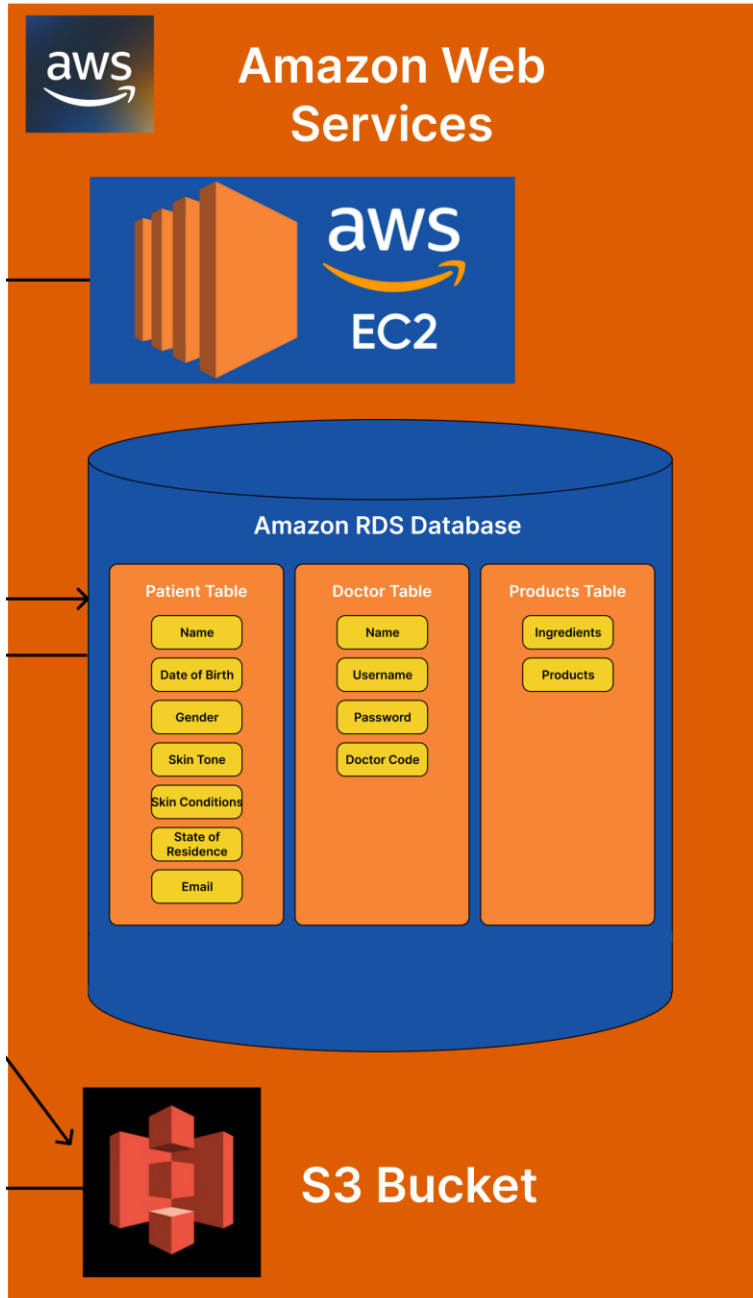 aws
Amazon Web
Services
aws
EC2
Amazon RDS Database
Patient Table
Name
Date of Birth
Gender
Skin Tone
Skin Conditions
State of
Residence
Email
Doctor Table
Name
Username
Password
Doctor Code
Products Table
Ingredients
Products
S3 Bucket